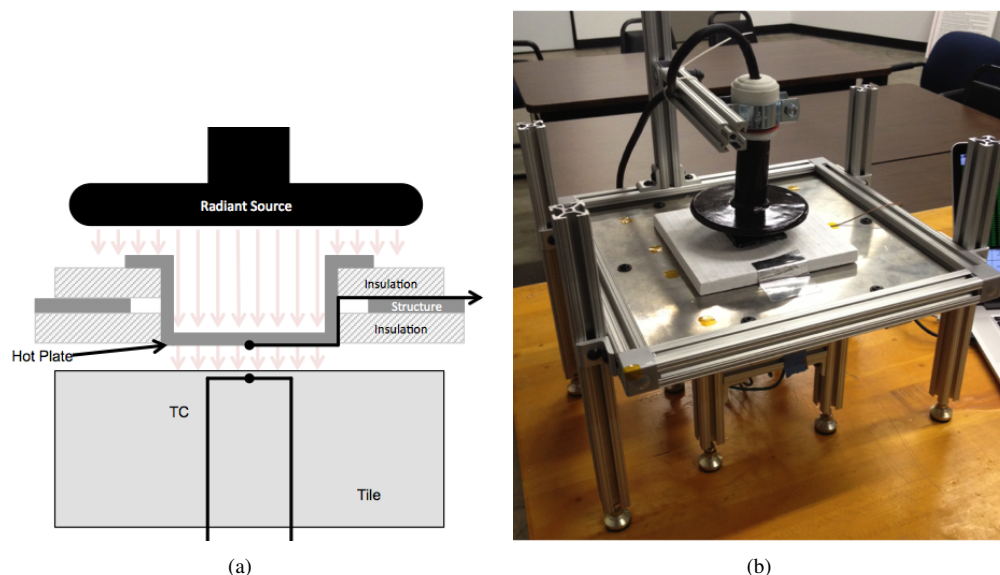 Radiant Source
Insulation
Structure
Insulation
Hot Plate
TC
Tile
(a)
(b)